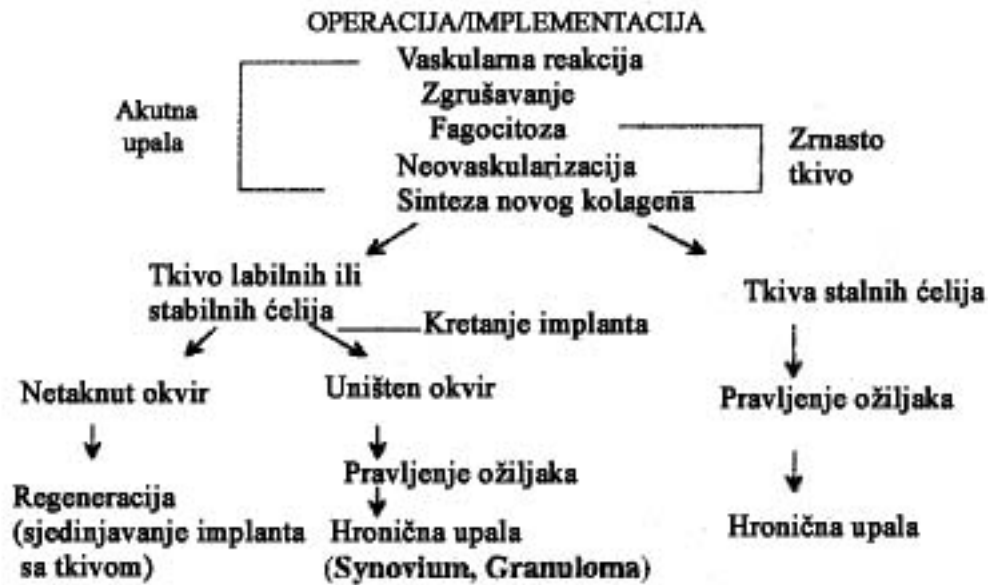 OPERACIJA/IMPLEMENTACIJA
Vaskularna reakcija
Zgrušavanje
Fagocitoza
Neovaskularizacija
Sinteza novog kolagena
Akutna
upala
Zrnasto
tkivo
Tkivo labilnih ili
stabilnih ćelija
Kretanje implanta
Tkiva stalnih ćelija
Netaknut okvir
Uništen okvir
Pravljenje ožiljaka
Regeneracija
(sjedinjavanje implanta
sa tkivom)
Pravljenje ožiljaka
Hronična upala
(Synovium, Granuloma)
Hronična upala